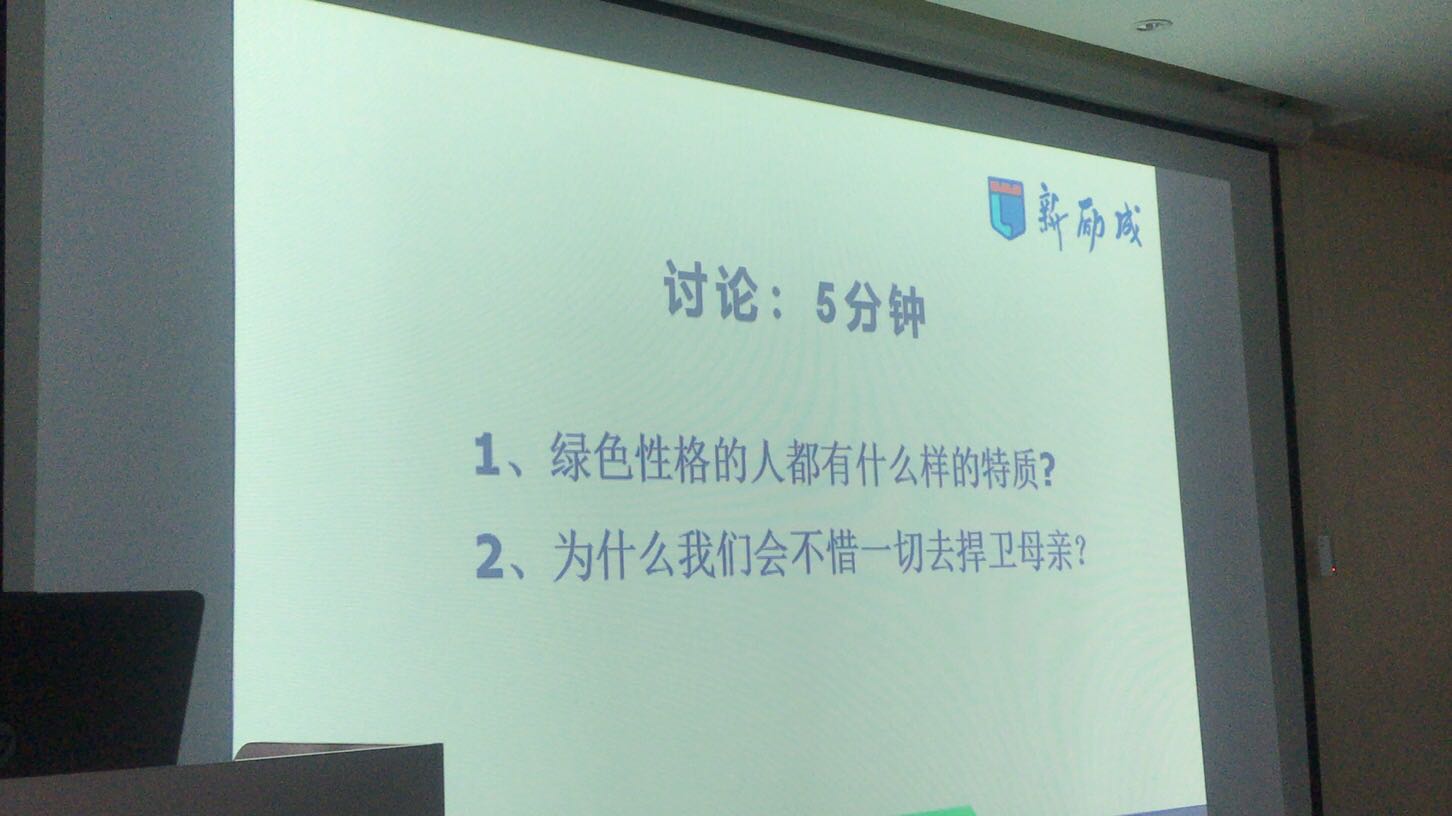 新励成
讨论：5分钟
1、绿色性格的人都有什么样的特质?
2、为什么我们会不惜一切去捍卫母亲?